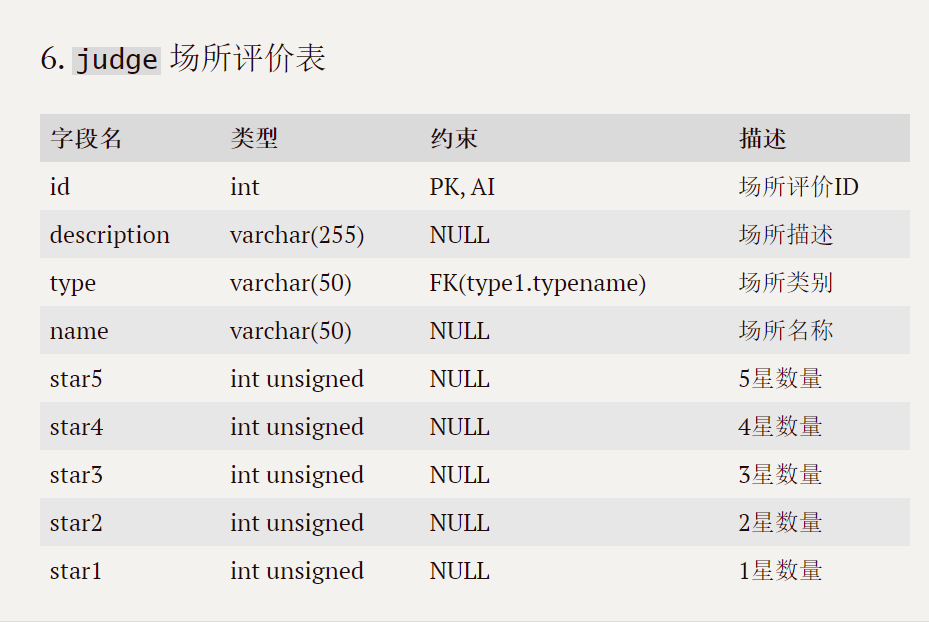 6. judge 场所评价表
字段名 类型 约束 描述
id int PK, AI 场所评价ID
description varchar(255) NULL 场所描述
type varchar(50) FK(type1.typename) 场所类别
name varchar(50) NULL 场所名称
star5 int unsigned NULL 5星数量
star4 int unsigned NULL 4星数量
star3 int unsigned NULL 3星数量
star2 int unsigned NULL 2星数量
star1 int unsigned NULL 1星数量